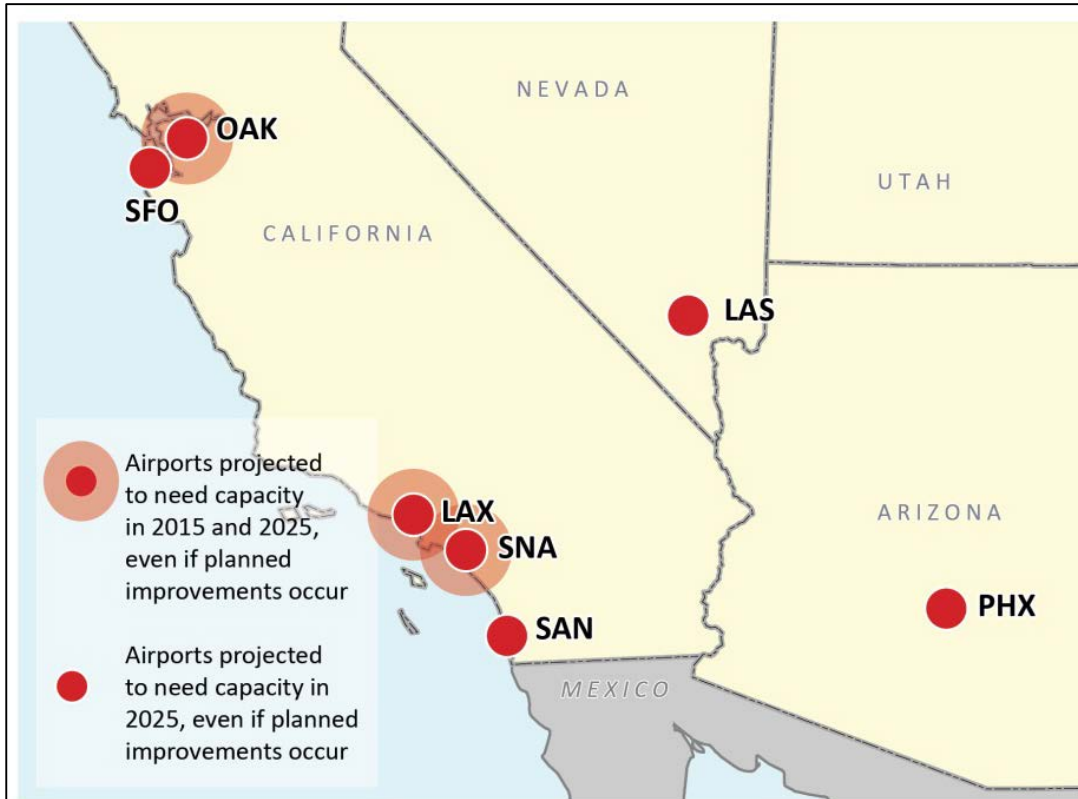 NEVADA
OAK
UTAH
SFO
CALIFORNIA
LAS
Airports projected
to need capacity
in 2015 and 2025,
even if planned
improvements occur
LAX
ARIZONA
SNA
PHX
SAN
Airports projected
to need capacity in
2025, even if planned
improvements occur
MEXICO